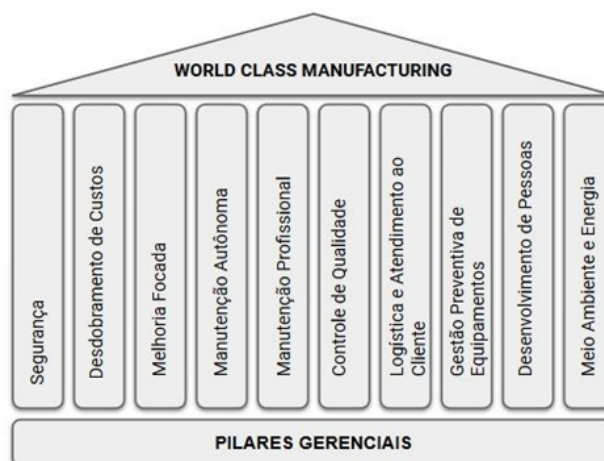 WORLD CLASS MANUFACTURING
Segurança
Desdobramento de Custos
Melhoria Focada
Manutenção Autônoma
Manutenção Profissional
Controle de Qualidade
Logística e Atendimento ao
Cliente
Gestão Preventiva de
Equipamentos
Desenvolvimento de Pessoas
Meio Ambiente e Energia
PILARES GERENCIAIS